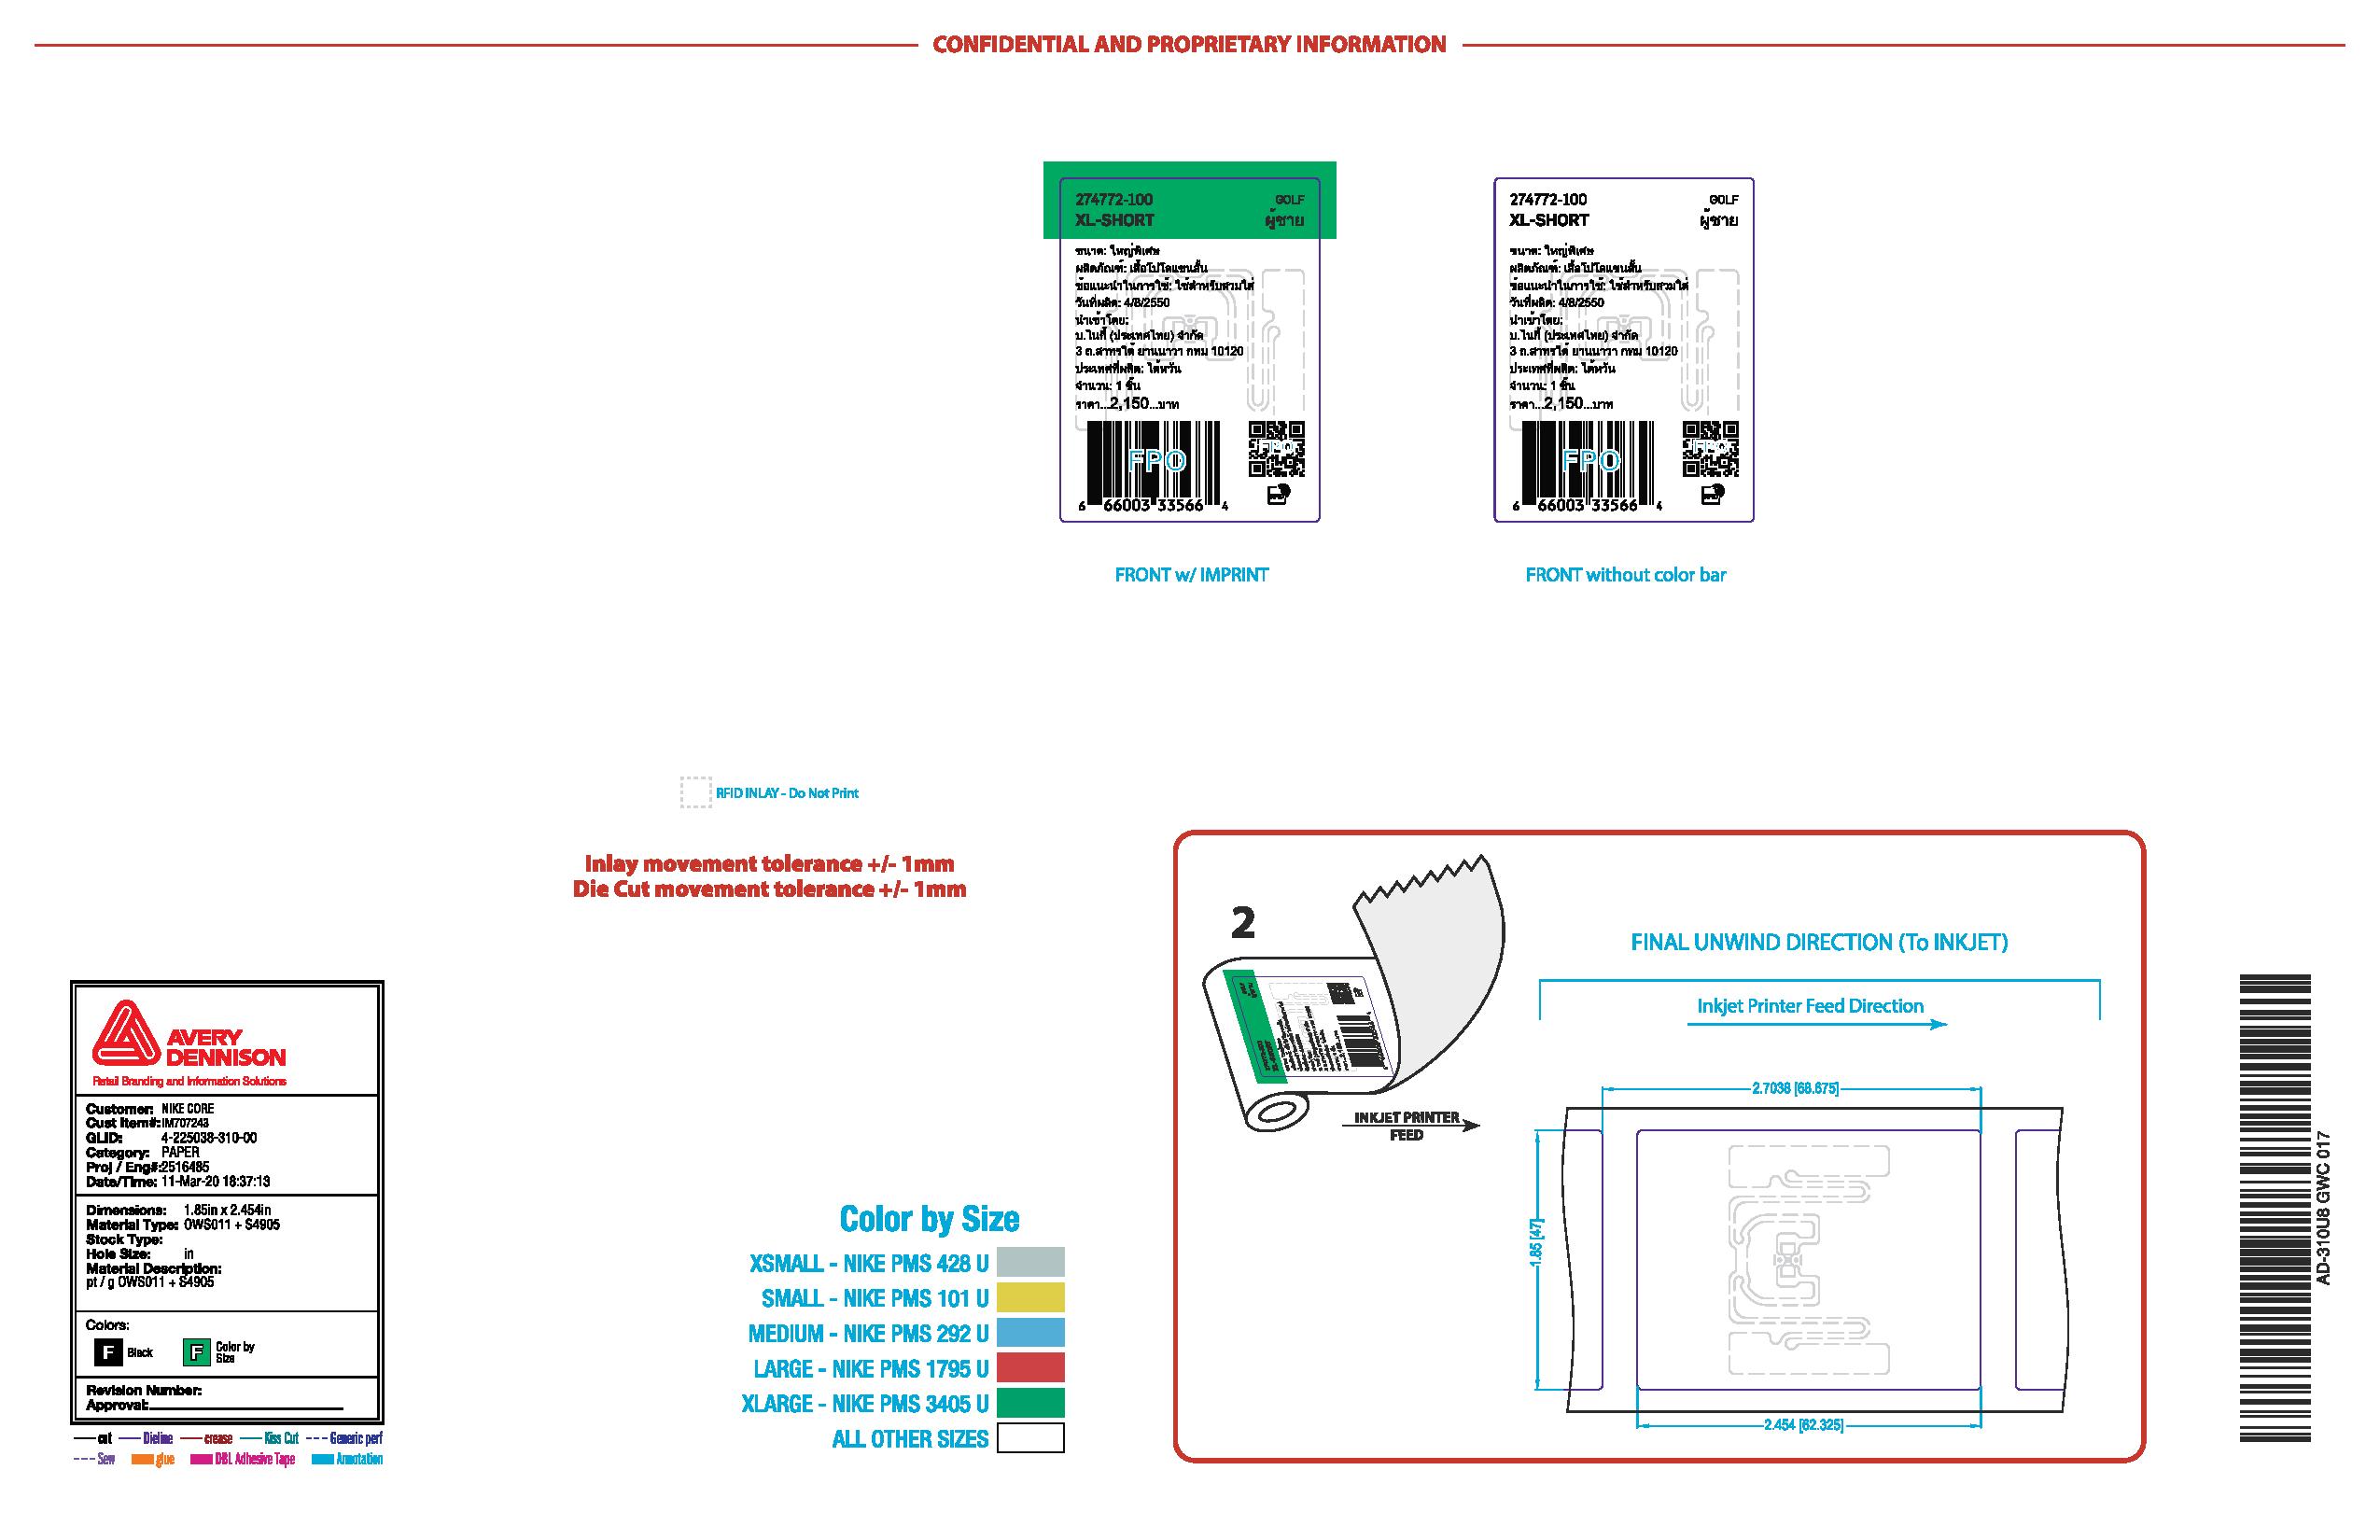 CONFIDENTIAL AND PROPRIETARY INFORMATION
274772-100 GOLF
XL-SHORT ผู้ชาย
ขนาด: ใหญ่พิเศษ
ผลิตภัณฑ์: เสื้อโปโลแขนสั้น
ข้อแนะนำในการใช้: ใช้สำหรับสวมใส่
วันที่ผลิต: 4/8/2550
นำเข้าโดย:
บ.ไนกี้ (ประเทศไทย) จำกัด
3 ถ.สาทรใต้ ยานนาวา กทม 10120
ประเทศที่ผลิต: ไต้หวัน
จำนวน: 1 ชิ้น
ราคา...2,150...บาท
FPO FPO
6 66003 33566 4
FRONT w/ IMPRINT
274772-100 GOLF
XL-SHORT ผู้ชาย
ขนาด: ใหญ่พิเศษ
ผลิตภัณฑ์: เสื้อโปโลแขนสั้น
ข้อแนะนำในการใช้: ใช้สำหรับสวมใส่
วันที่ผลิต: 4/8/2550
นำเข้าโดย:
บ.ไนกี้ (ประเทศไทย) จำกัด
3 ถ.สาทรใต้ ยานนาวา กทม 10120
ประเทศที่ผลิต: ไต้หวัน
จำนวน: 1 ชิ้น
ราคา...2,150...บาท
FPO FPO
6 66003 33566 4
FRONT without color bar
RFID INLAY - Do Not Print
Inlay movement tolerance +/- 1mm
Die Cut movement tolerance +/- 1mm
2
INKJET PRINTER
FEED
FINAL UNWIND DIRECTION (To INKJET)
Inkjet Printer Feed Direction
2.7038 [68.675]
1.85 [47]
2.454 [62.325]
AD-310U8 GWC 017
AVERY
DENNISON
Retail Branding and Information Solutions
Customer: NIKE CORE
Cust Item#: IM707243
GLID: 4-225038-310-00
Category: PAPER
Proj / Eng#:2516485
Date/Time: 11-Mar-20 18:37:13
Dimensions: 1.85in x 2.454in
Material Type: OWS011 + S4905
Stock Type:
Hole Size: in
Material Description:
pt / g OWS011 + S4905
Colors:
F Black F Color by
Size
Revision Number:
Approval:
cut Dieline crease Kiss Cut Generic perf
Sew glue DBL Adhesive Tape Annotation
Color by Size
XSMALL - NIKE PMS 428 U
SMALL - NIKE PMS 101 U
MEDIUM - NIKE PMS 292 U
LARGE - NIKE PMS 1795 U
XLARGE - NIKE PMS 3405 U
ALL OTHER SIZES